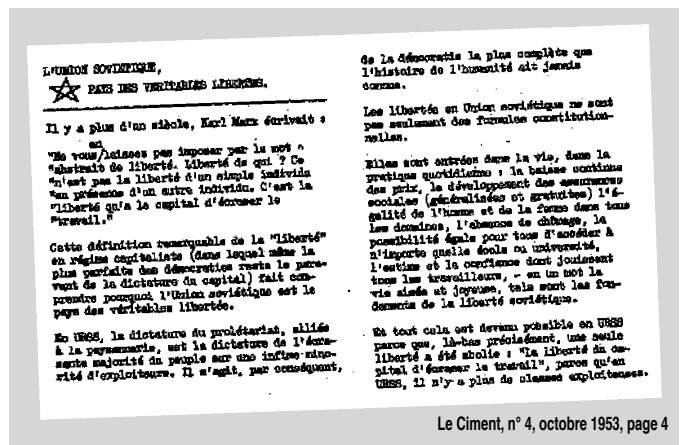 L'UNION SOVIETIQUE,
PAYS DES VERITABLES LIBERTES.
Il y a plus d'un siècle, Karl Marx écrivait :
en
"Ne vous/laissez pas imposer par le mot
"abstrait de liberté. Liberté de qui ? Ce
"n'est pas la liberté d'un simple individu
"en présence d'un autre individu. C'est la
"liberté qu'a le capital d'écraser le
"travail."
Cette définition remarquable de la "liberté"
en régime capitaliste (dans lequel même la
plus parfaite des démocraties reste le para-
vent de la dictature du capital) fait com-
prendre pourquoi l'Union soviétique est le
pays des véritables libertés.
En URSS, la dictature du prolétariat, alliée
à la paysannerie, est la dictature de l'écra-
sante majorité du peuple sur une infime mino-
rité d'exploiteurs. Il s'agit, par conséquent,
de la démocratie la plus complète que
l'histoire de l'humanité ait jamais
connue.
Les libertés en Union soviétique ne sont
pas seulement des formules constitution-
nelles.
Elles sont entrées dans la vie, dans la
pratique quotidienne : la baisse continue
des prix, le développement des assurances
sociales (généralisées et gratuites) l'é-
galité de l'homme et de la femme dans tous
les domaines, l'absence de chômage, la
possibilité égale pour tous d'accéder à
n'importe quelle école ou université,
l'estime et la confiance dont jouissent
tous les travailleurs, - en un mot la
vie aisée et joyeuse, tels sont les fon-
dements de la liberté soviétique.
Et tout cela est devenu possible en URSS
parce que, là-bas précisément, une seule
liberté a été abolie : "La liberté du ca-
pital d'écraser le travail", parce qu'en
URSS, il n'y a plus de classes exploiteuses.
Le Ciment, n° 4, octobre 1953, page 4